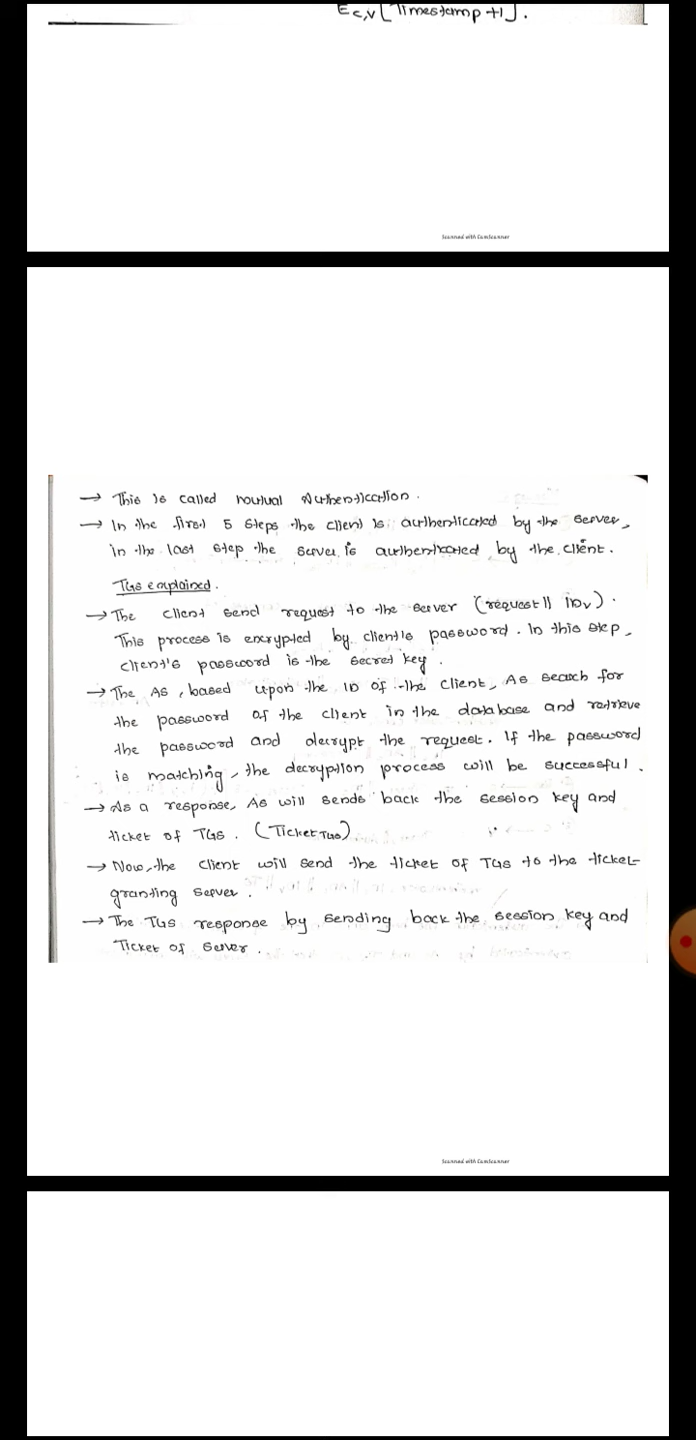 Ec,v [Timestamp +1].
Scanned with CamScanner
→ This is called mutual Authentication.
→ In the first 5 steps the client is authenticated by the server,
in the last step the server is authenticated by the client.
TGS explained.
→ The client send request to the server (request || IDv).
This process is encrypted by client's password. In this step,
client's password is the secret key.
→ The AS, based upon the ID of the client, AS search for
the password of the client in the database and retrieve
the password and decrypt the request. If the password
is matching, the decryption process will be successful.
→ As a response, AS will sends back the session key and
ticket of TGS. (Ticket TGS)
→ Now, the client will send the ticket of TGS to the ticket-
granting server.
→ The TGS response by sending back the session key and
Ticket of server.
Scanned with CamScanner